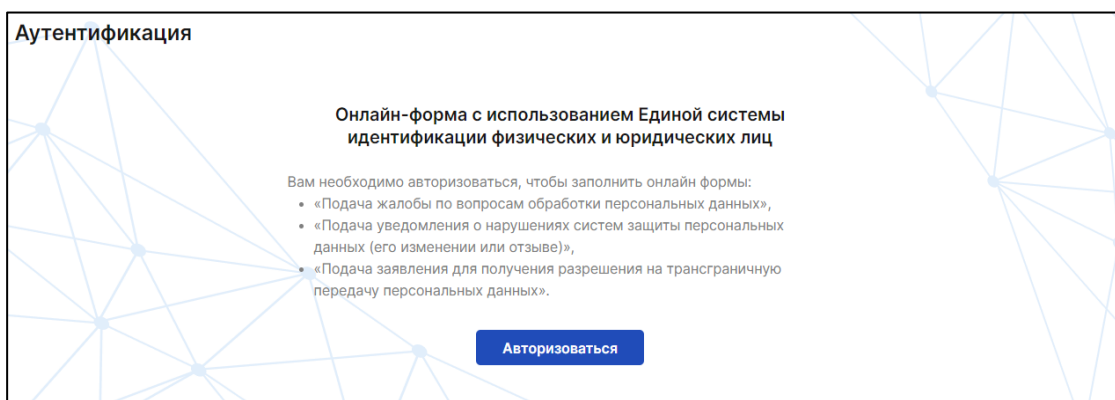 Аутентификация
Онлайн-форма с использованием Единой системы
идентификации физических и юридических лиц
Вам необходимо авторизоваться, чтобы заполнить онлайн формы:
• «Подача жалобы по вопросам обработки персональных данных»,
• «Подача уведомления о нарушениях систем защиты персональных
данных (его изменении или отзыве)»,
• «Подача заявления для получения разрешения на трансграничную
передачу персональных данных».
Авторизоваться